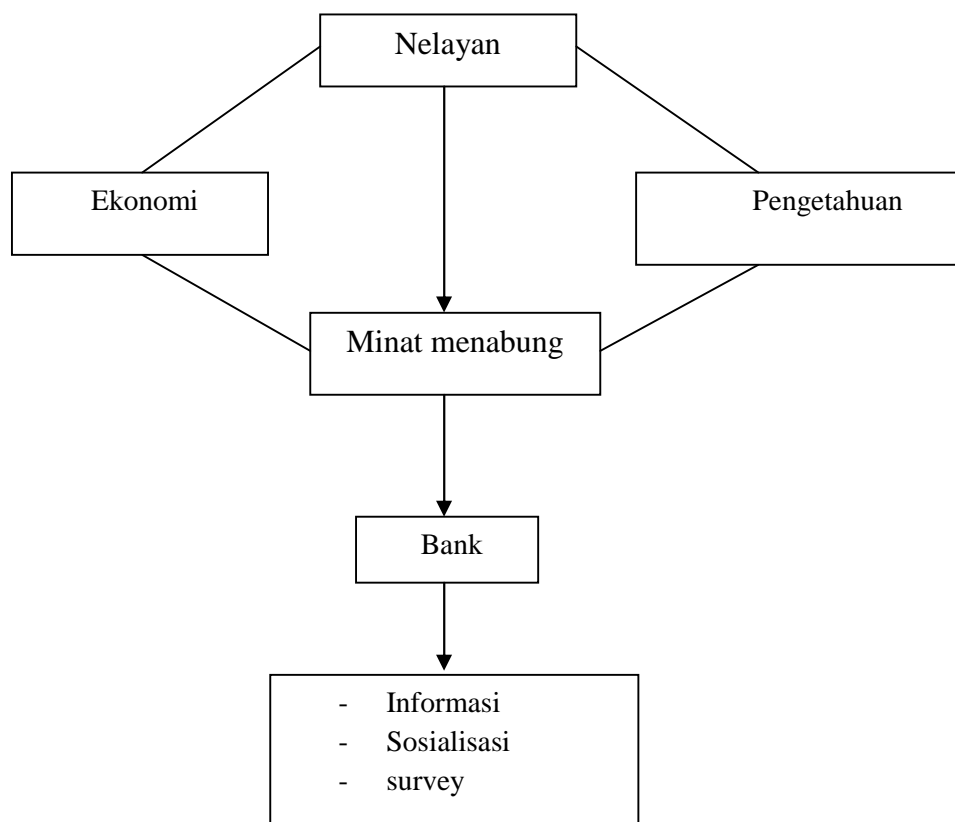 Nelayan
Ekonomi
Pengetahuan
Minat menabung
Bank
- Informasi
- Sosialisasi
- survey